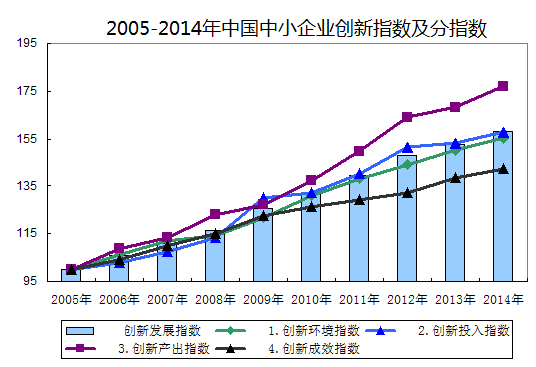 2005-2014年中国中小企业创新指数及分指数
195
175
155
135
115
95
2005年 2006年 2007年 2008年 2009年 2010年 2011年 2012年 2013年 2014年
创新发展指数 1.创新环境指数 2.创新投入指数
3.创新产出指数 4.创新成效指数